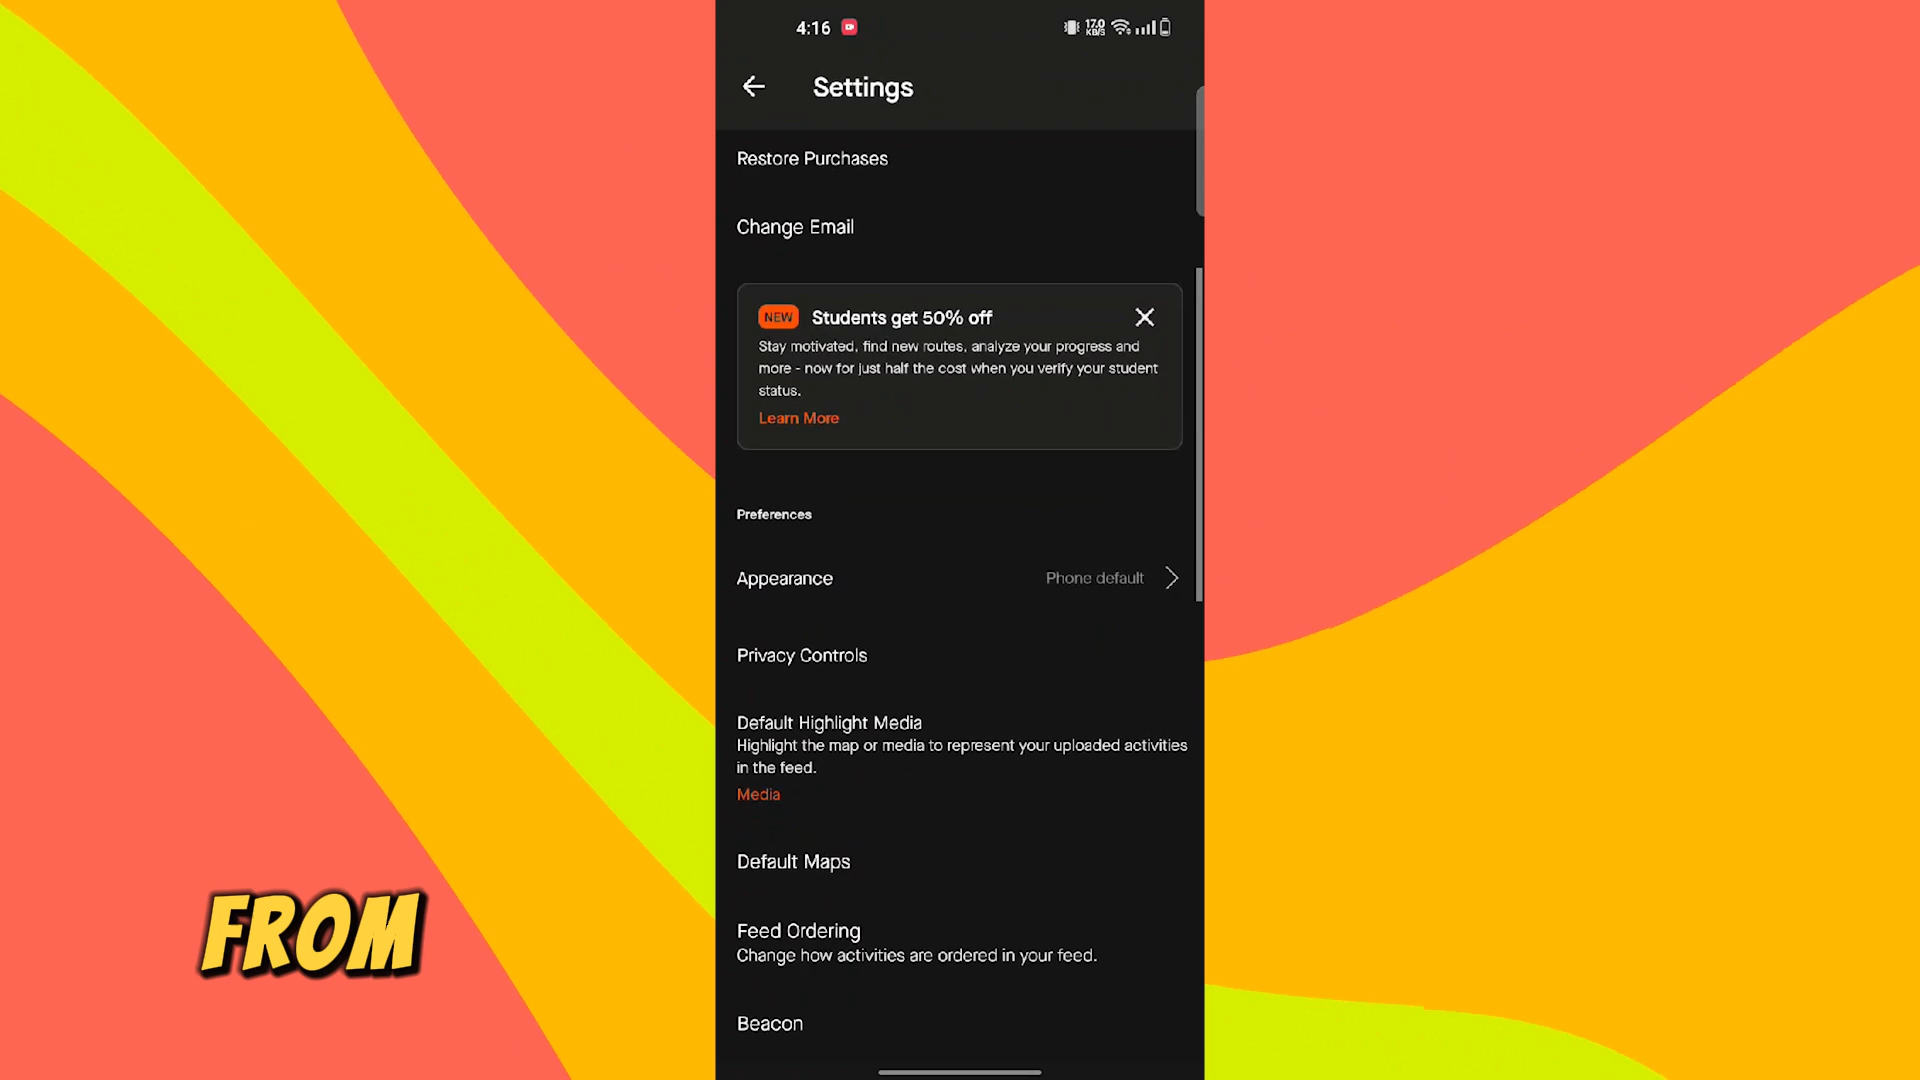 4:16
17.0
KB/S
Settings
Restore Purchases
Change Email
NEW Students get 50% off
Stay motivated, find new routes, analyze your progress and
more - now for just half the cost when you verify your student
status.
Learn More
Preferences
Appearance Phone default
Privacy Controls
Default Highlight Media
Highlight the map or media to represent your uploaded activities
in the feed.
Media
Default Maps
Feed Ordering
Change how activities are ordered in your feed.
Beacon
FROM